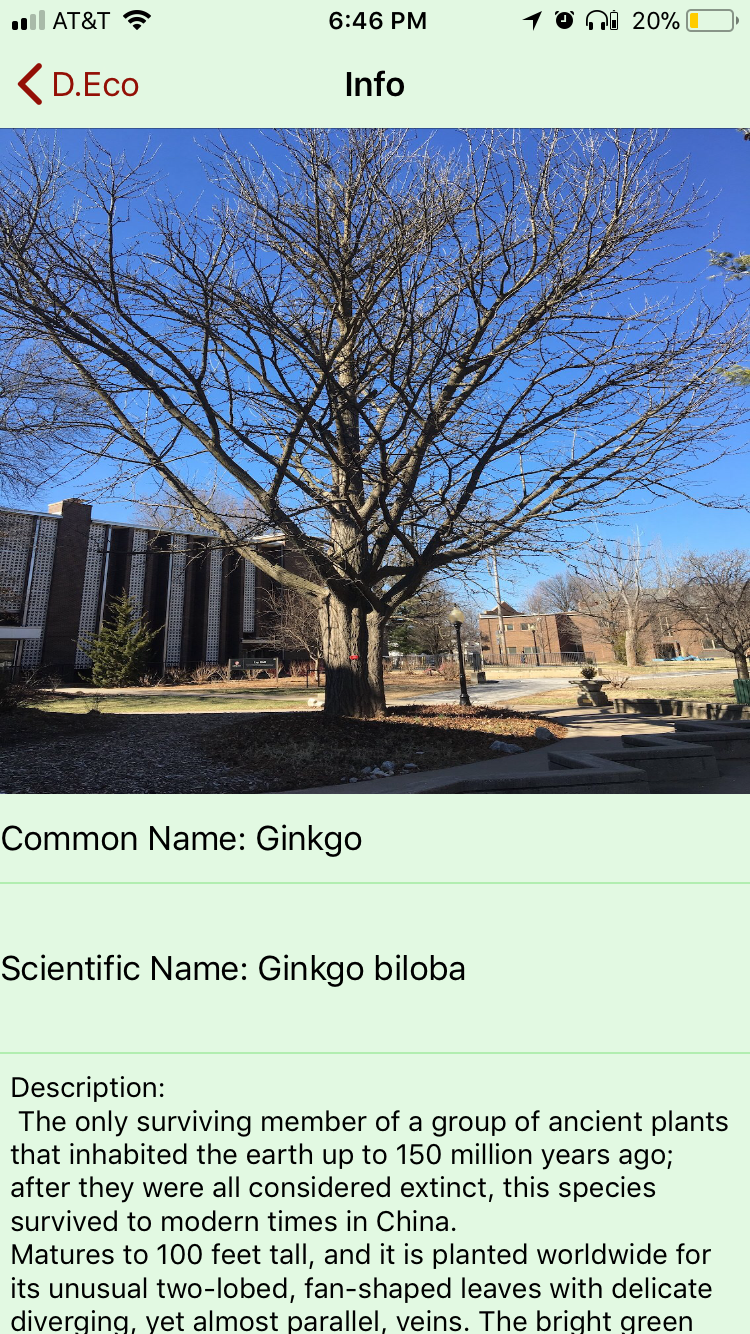 AT&T 6:46 PM 20%
D.Eco Info
Common Name: Ginkgo
Scientific Name: Ginkgo biloba
Description:
The only surviving member of a group of ancient plants
that inhabited the earth up to 150 million years ago;
after they were all considered extinct, this species
survived to modern times in China.
Matures to 100 feet tall, and it is planted worldwide for
its unusual two-lobed, fan-shaped leaves with delicate
diverging, yet almost parallel, veins. The bright green